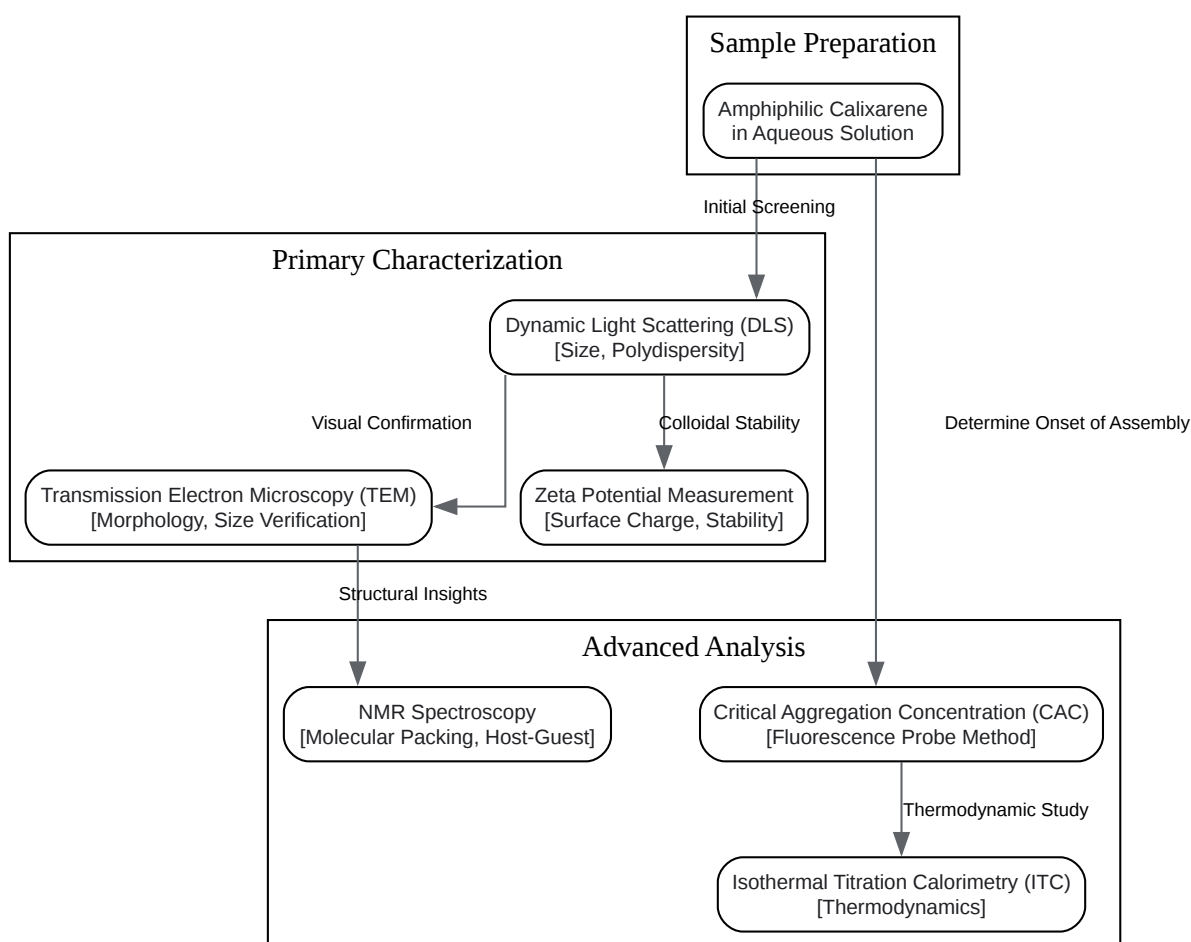 Sample Preparation
Amphiphilic Calixarene
in Aqueous Solution
Initial Screening
Primary Characterization
Dynamic Light Scattering (DLS)
[Size, Polydispersity]
Visual Confirmation
Colloidal Stability
Determine Onset of Assembly
Transmission Electron Microscopy (TEM)
[Morphology, Size Verification]
Zeta Potential Measurement
[Surface Charge, Stability]
Structural Insights
Advanced Analysis
NMR Spectroscopy
[Molecular Packing, Host-Guest]
Critical Aggregation Concentration (CAC)
[Fluorescence Probe Method]
Thermodynamic Study
Isothermal Titration Calorimetry (ITC)
[Thermodynamics]